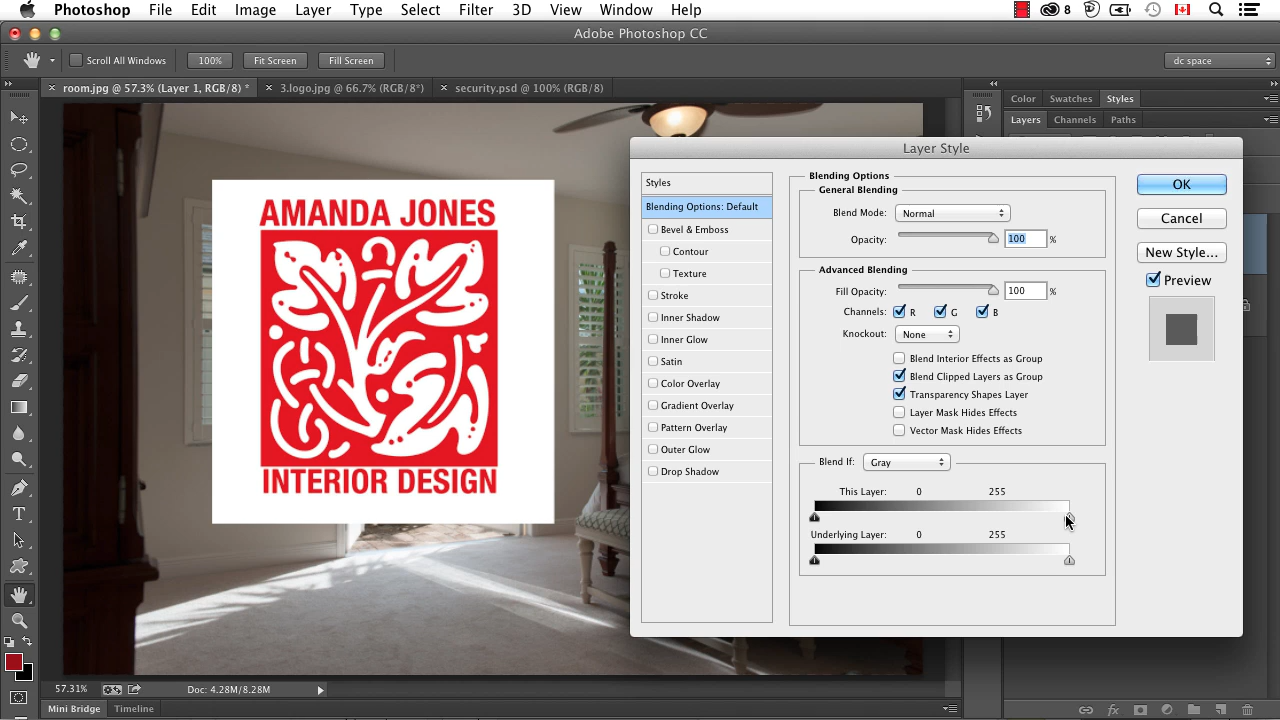 Photoshop File Edit Image Layer Type Select Filter 3D View Window Help 8
Adobe Photoshop CC
Scroll All Windows 100% Fit Screen Fill Screen dc space
room.jpg @ 57.3% (Layer 1, RGB/8) * 3.logo.jpg @ 66.7% (RGB/8*) security.psd @ 100% (RGB/8)
Color Swatches Styles
Layers Channels Paths
Layer Style
Styles
Blending Options: Default
Bevel & Emboss
Contour
Texture
Stroke
Inner Shadow
Inner Glow
Satin
Color Overlay
Gradient Overlay
Pattern Overlay
Outer Glow
Drop Shadow
Blending Options
General Blending
Blend Mode: Normal
Opacity: 100 %
Advanced Blending
Fill Opacity: 100 %
Channels: R G B
Knockout: None
Blend Interior Effects as Group
Blend Clipped Layers as Group
Transparency Shapes Layer
Layer Mask Hides Effects
Vector Mask Hides Effects
Blend If: Gray
This Layer: 0 255
Underlying Layer: 0 255
OK
Cancel
New Style...
Preview
AMANDA JONES
INTERIOR DESIGN
57.31% Doc: 4.28M/8.28M
Mini Bridge Timeline
fx